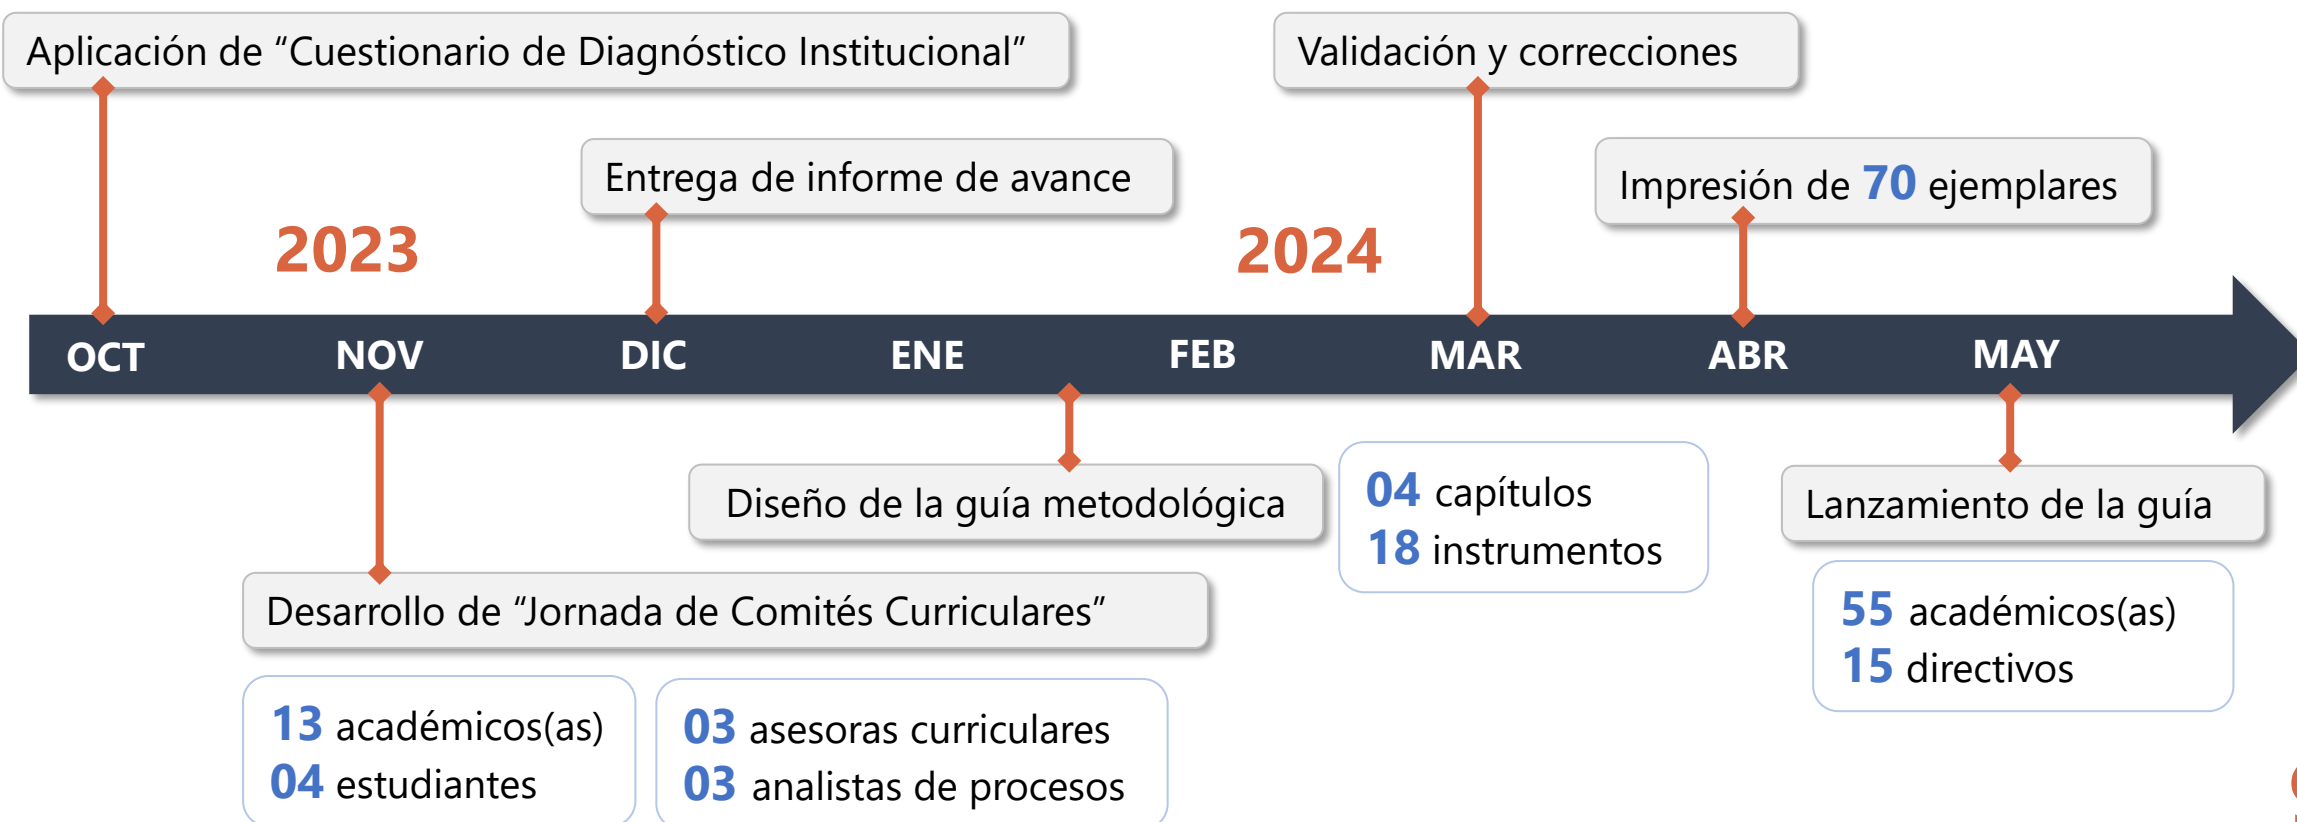 Aplicación de “Cuestionario de Diagnóstico Institucional”
Validación y correcciones
Entrega de informe de avance
Impresión de 70 ejemplares
2023
2024
OCT NOV DIC ENE FEB MAR ABR MAY
Diseño de la guía metodológica
04 capítulos
18 instrumentos
Lanzamiento de la guía
55 académicos(as)
15 directivos
Desarrollo de “Jornada de Comités Curriculares”
13 académicos(as)
04 estudiantes
03 asesoras curriculares
03 analistas de procesos